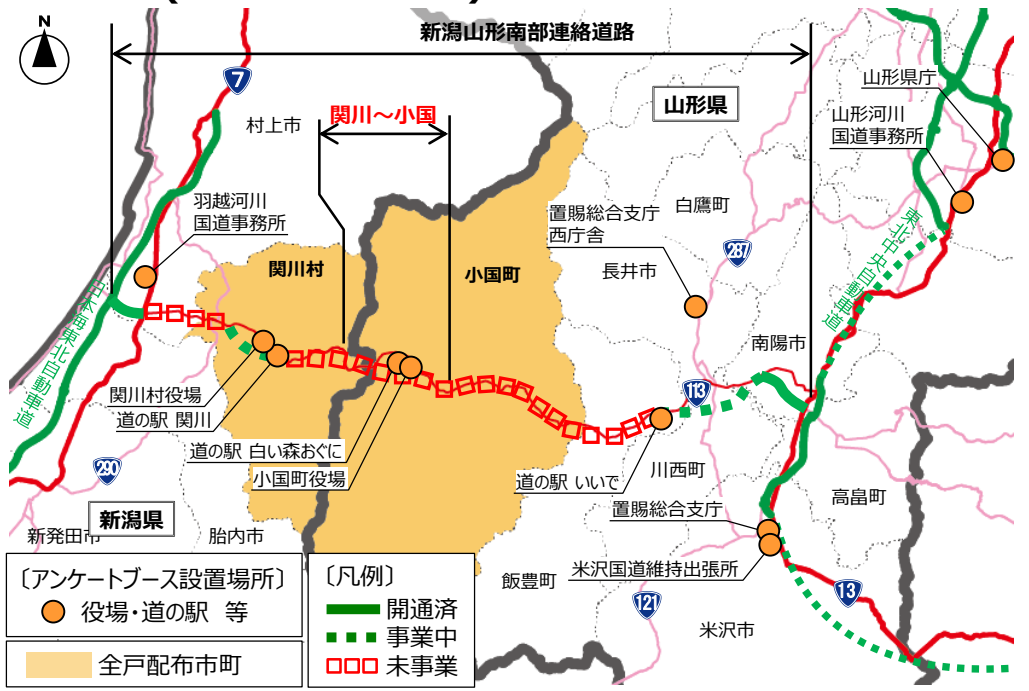 新潟山形南部連絡道路
N
7
村上市
関川～小国
山形県
山形県庁
山形河川
国道事務所
羽越河川
国道事務所
置賜総合支庁
西庁舎
白鷹町
287
長井市
関川村
小国町
東北中央自動車道
日本海東北自動車道
南陽市
113
関川村役場
道の駅 関川
道の駅 白い森おぐに
小国町役場
道の駅 いいで
川西町
290
新潟県
新発田市
胎内市
置賜総合支庁
高畠町
米沢国道維持出張所
飯豊町
121
13
米沢市
〔アンケートブース設置場所〕
役場・道の駅 等
全戸配布市町
〔凡例〕
開通済
事業中
未事業